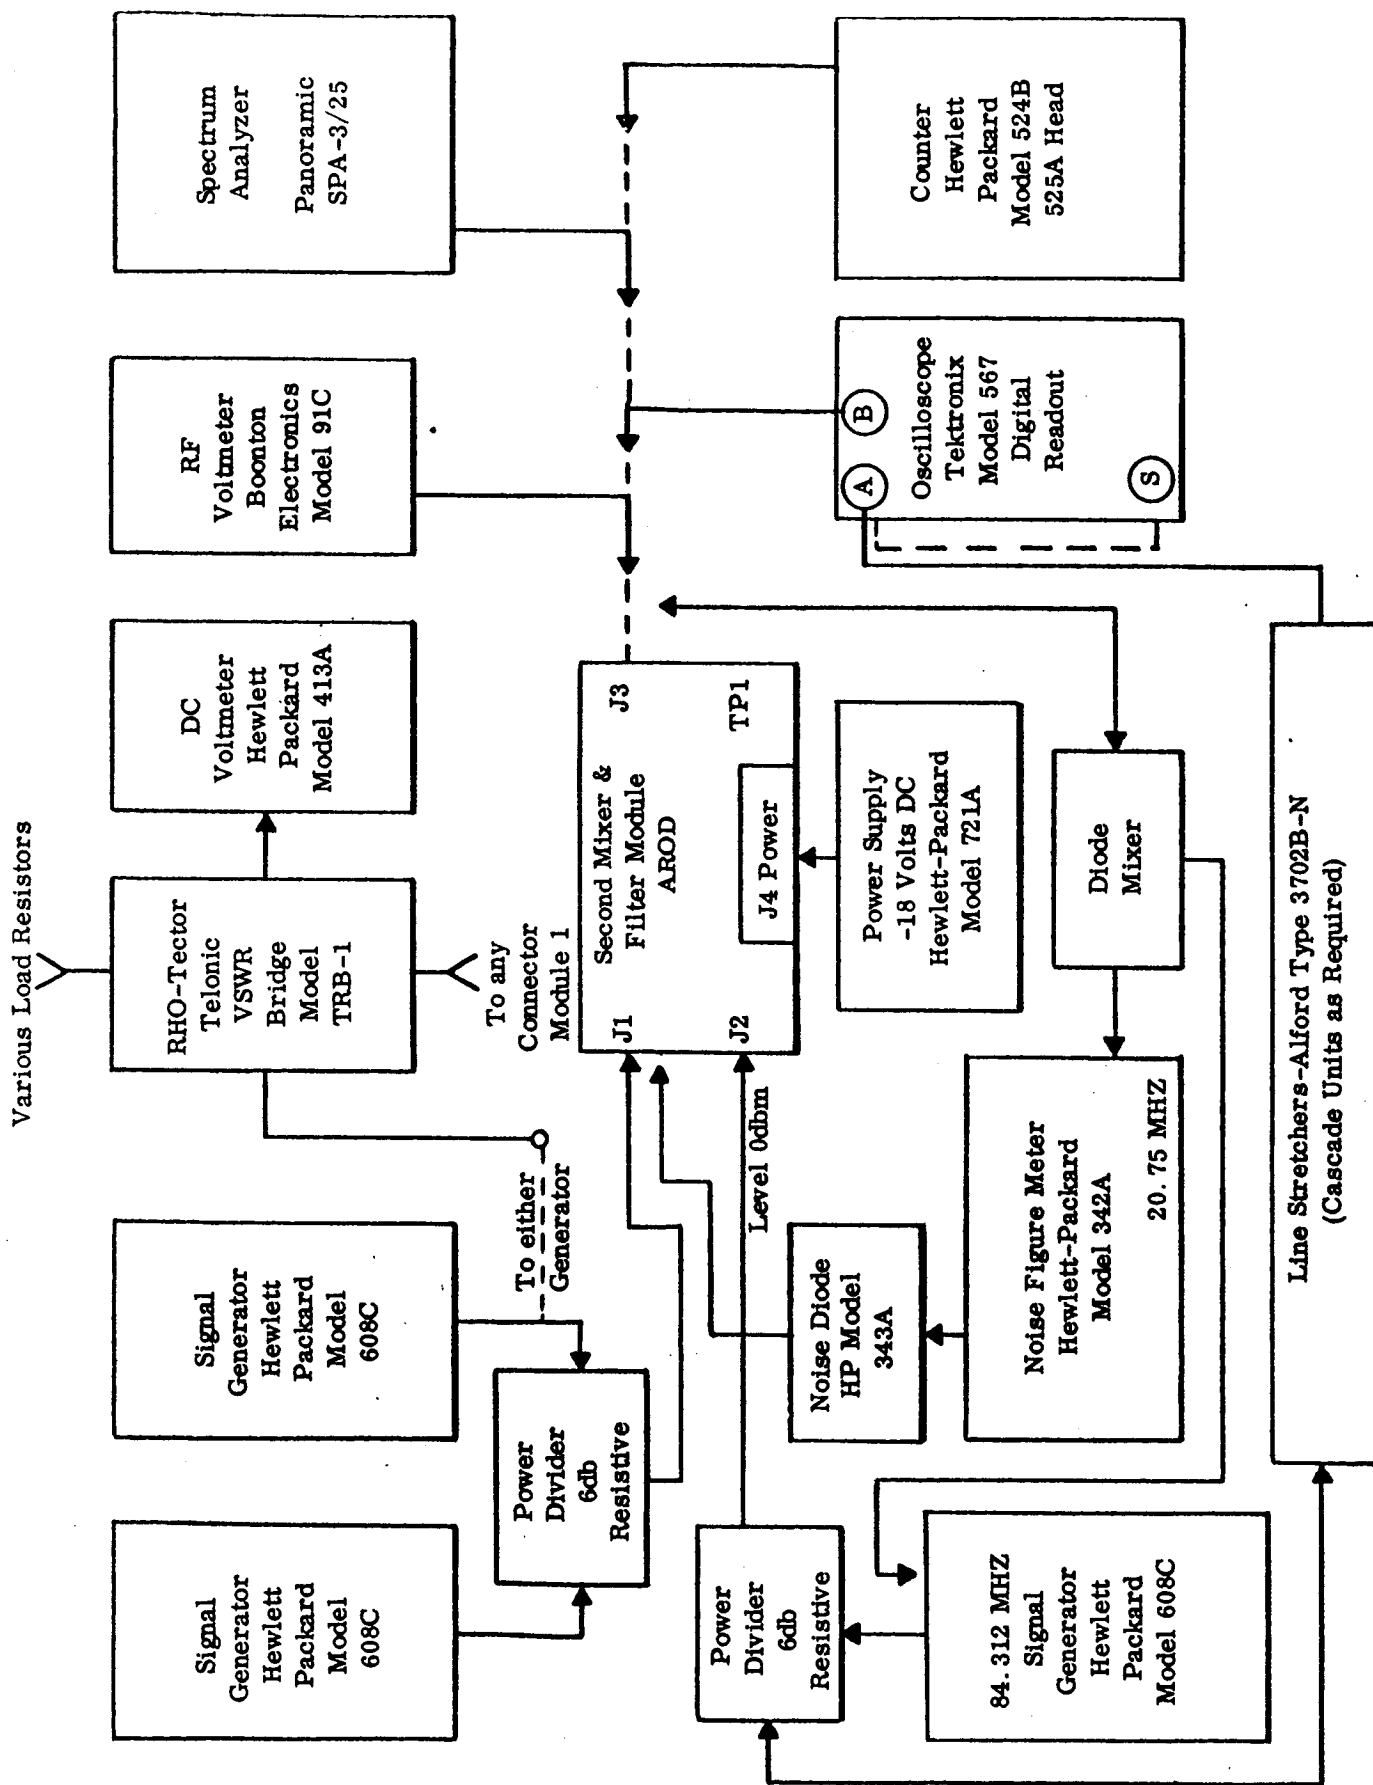 Various Load Resistors
Signal
Generator
Hewlett
Packard
Model
608C
Signal
Generator
Hewlett
Packard
Model
608C
RHO-Tector
Telonic
VSWR
Bridge
Model
TRB-1
DC
Voltmeter
Hewlett
Packard
Model 413A
RF
Voltmeter
Boonton
Electronics
Model 91C
Spectrum
Analyzer
Panoramic
SPA-3/25
To either
Generator
To any
Connector
Module 1
Power
Divider
6db
Resistive
J1
Second Mixer &
Filter Module
AROD
J3
J2
J4 Power
TP1
Level 0dbm
Power
Divider
6db
Resistive
Noise Diode
HP Model
343A
Power Supply
-18 Volts DC
Hewlett-Packard
Model 721A
A
B
Oscilloscope
Tektronix
Model 567
Digital
Readout
S
Counter
Hewlett
Packard
Model 524B
525A Head
84.312 MHZ
Signal
Generator
Hewlett
Packard
Model 608C
Noise Figure Meter
Hewlett-Packard
Model 342A
20.75 MHZ
Diode
Mixer
Line Stretchers-Alford Type 3702B-N
(Cascade Units as Required)